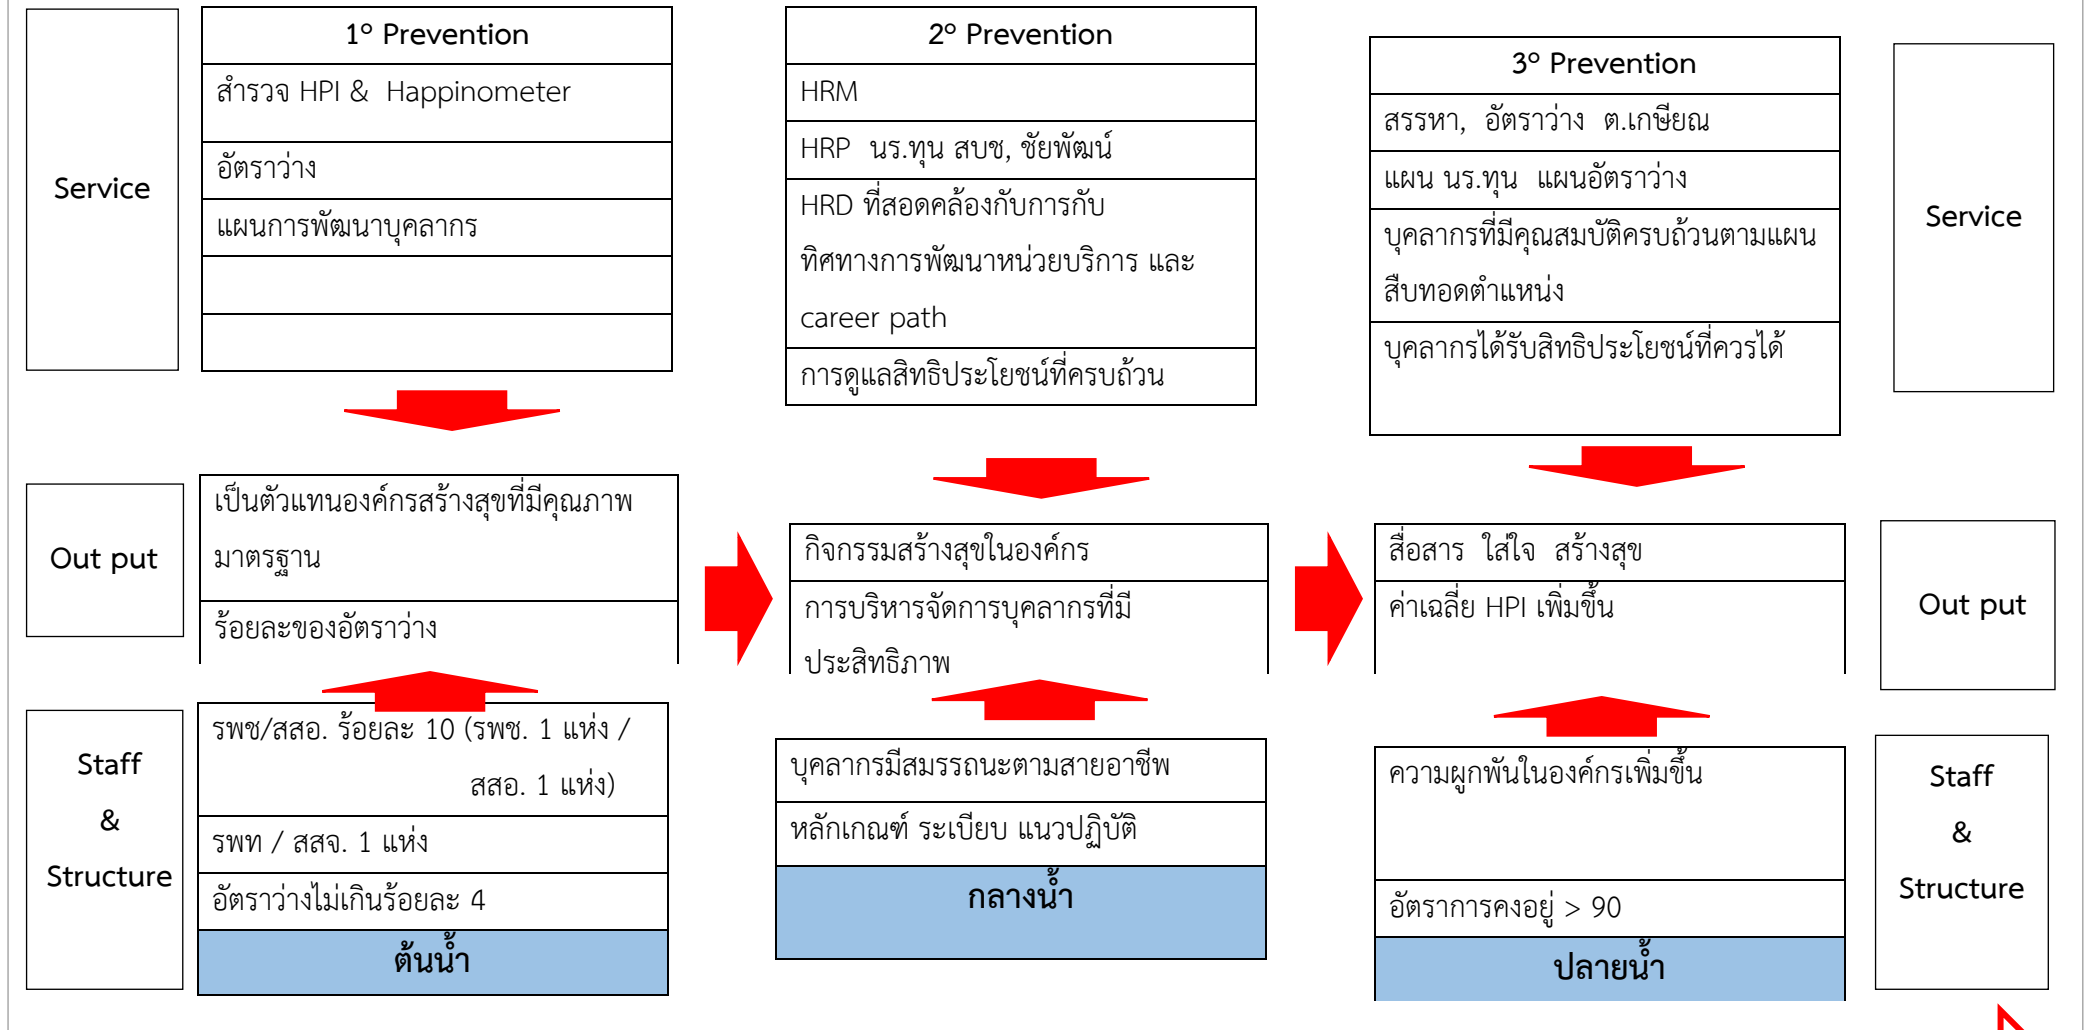 Service
1° Prevention
สำรวจ HPI & Happinometer
อัตราว่าง
แผนการพัฒนาบุคลากร
2° Prevention
HRM
HRP นร.ทุน สบช, ชัยพัฒน์
HRD ที่สอดคล้องกับการกับ
ทิศทางการพัฒนาหน่วยบริการ และ
career path
การดูแลสิทธิประโยชน์ที่ครบถ้วน
3° Prevention
สรรหา, อัตราว่าง ต.เกษียณ
แผน นร.ทุน แผนอัตราว่าง
บุคลากรที่มีคุณสมบัติครบถ้วนตามแผน
สืบทอดตำแหน่ง
บุคลากรได้รับสิทธิประโยชน์ที่ควรได้
Service
Out put
เป็นตัวแทนองค์กรสร้างสุขที่มีคุณภาพ
มาตรฐาน
ร้อยละของอัตราว่าง
กิจกรรมสร้างสุขในองค์กร
การบริหารจัดการบุคลากรที่มี
ประสิทธิภาพ
สื่อสาร ใส่ใจ สร้างสุข
ค่าเฉลี่ย HPI เพิ่มขึ้น
Out put
Staff
&
Structure
รพช/สสอ. ร้อยละ 10 (รพช. 1 แห่ง /
สสอ. 1 แห่ง)
รพท / สสจ. 1 แห่ง
อัตราว่างไม่เกินร้อยละ 4
ต้นน้ำ
บุคลากรมีสมรรถนะตามสายอาชีพ
หลักเกณฑ์ ระเบียบ แนวปฏิบัติ
กลางน้ำ
ความผูกพันในองค์กรเพิ่มขึ้น
อัตราการคงอยู่ > 90
ปลายน้ำ
Staff
&
Structure